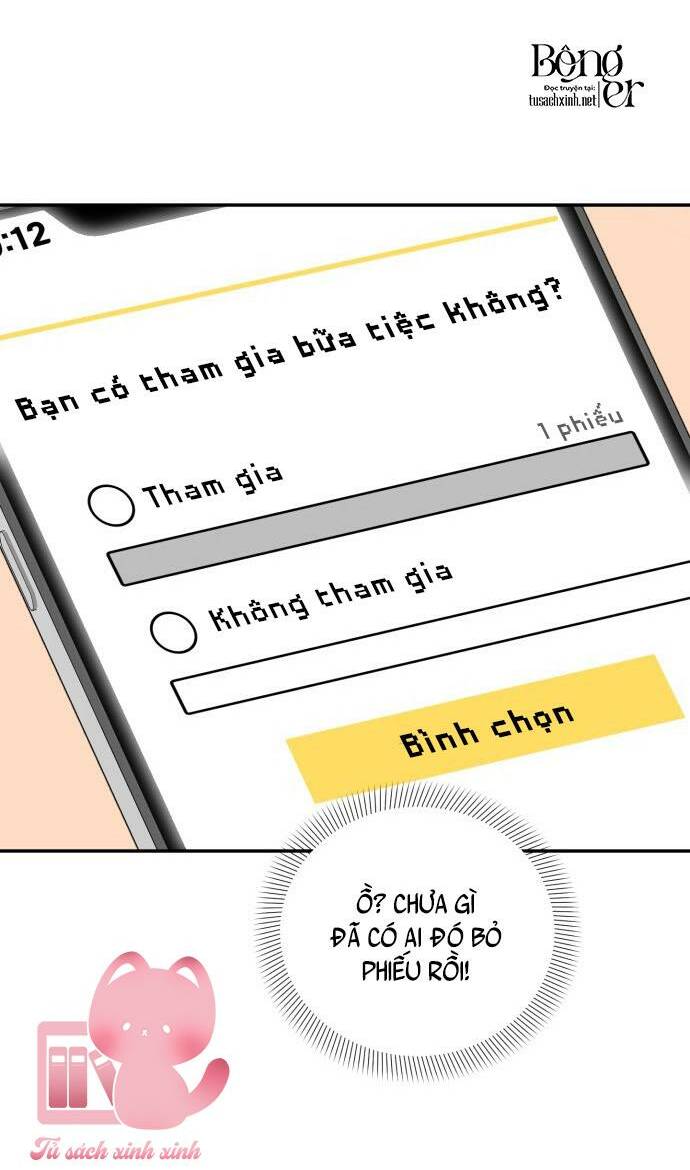 Bông
er
Đọc truyện tại:
tusachxinh.net
:12
Bạn có tham gia bữa tiệc không?
1 phiếu
Tham gia
Không tham gia
Bình chọn
Ồ? CHƯA GÌ
ĐÃ CÓ AI ĐÓ BỎ
PHIẾU RỒI!
Tủ sách xinh xinh